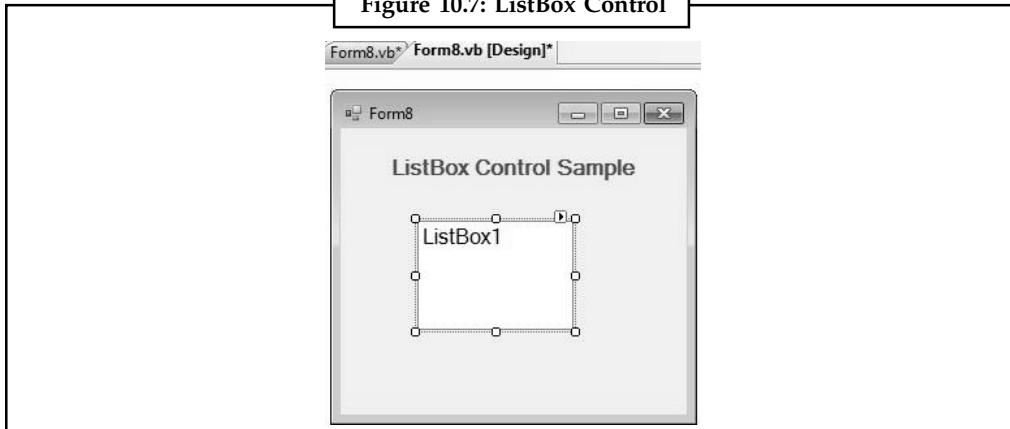 Figure 10.7: ListBox Control
Form8.vb* Form8.vb [Design]*
Form8
ListBox Control Sample
ListBox1